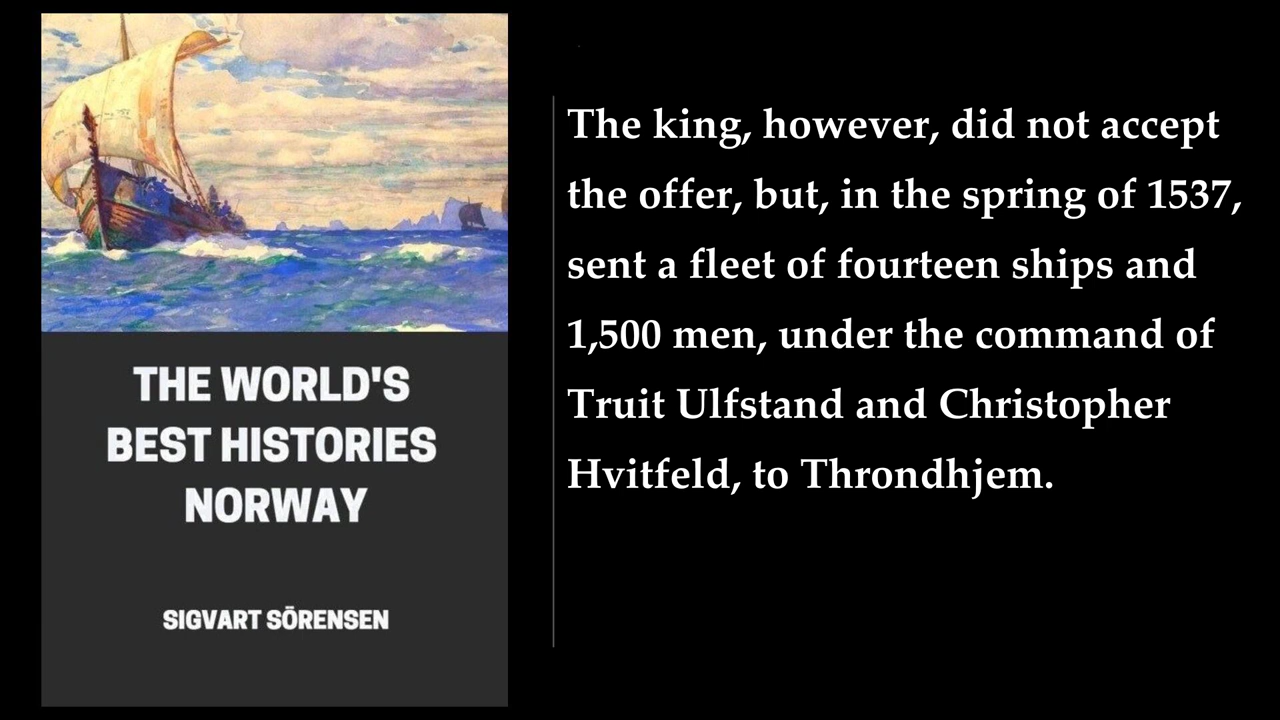 THE WORLD'S
BEST HISTORIES
NORWAY
SIGVART SÖRENSEN
The king, however, did not accept
the offer, but, in the spring of 1537,
sent a fleet of fourteen ships and
1,500 men, under the command of
Truit Ulfstand and Christopher
Hvitfeld, to Throndhjem.